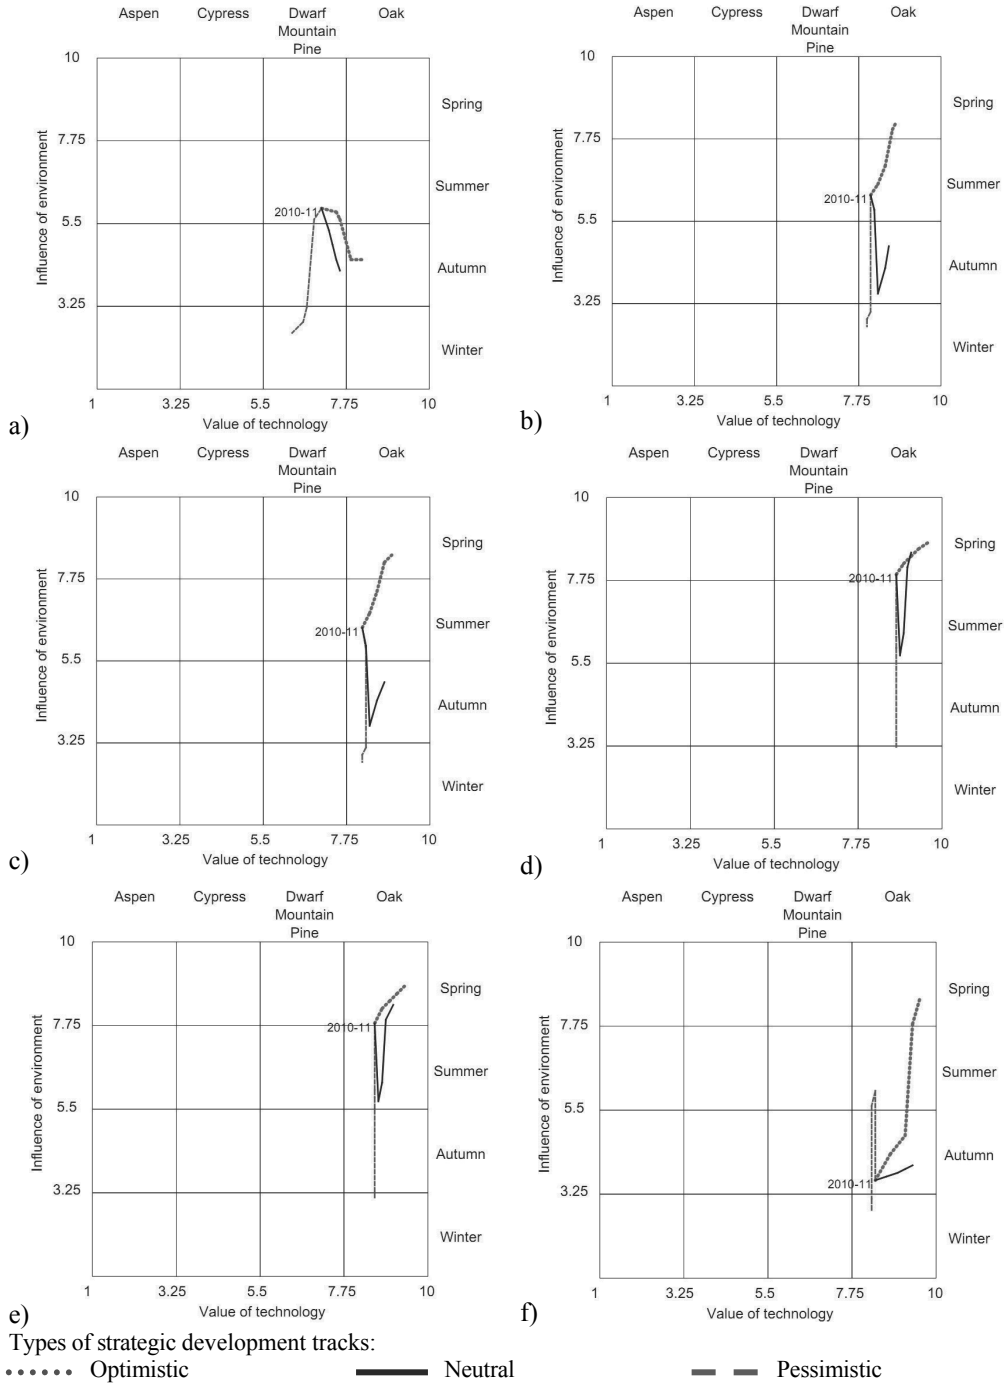 Aspen Cypress Dwarf Mountain Pine Oak
10
Spring
7.75
Summer
2010-11
5.5
Autumn
3.25
Winter
1 3.25 5.5 7.75 10
Value of technology
Influence of environment
a)
Aspen Cypress Dwarf Mountain Pine Oak
10
Spring
7.75
Summer
2010-11
5.5
Autumn
3.25
Winter
1 3.25 5.5 7.75 10
Value of technology
Influence of environment
b)
Aspen Cypress Dwarf Mountain Pine Oak
10
Spring
7.75
Summer
2010-11
5.5
Autumn
3.25
Winter
1 3.25 5.5 7.75 10
Value of technology
Influence of environment
c)
Aspen Cypress Dwarf Mountain Pine Oak
10
Spring
7.75
2010-11
Summer
5.5
Autumn
3.25
Winter
1 3.25 5.5 7.75 10
Value of technology
Influence of environment
d)
Aspen Cypress Dwarf Mountain Pine Oak
10
Spring
7.75
2010-11
Summer
5.5
Autumn
3.25
Winter
1 3.25 5.5 7.75 10
Value of technology
Influence of environment
e)
Aspen Cypress Dwarf Mountain Pine Oak
10
Spring
7.75
Summer
5.5
Autumn
2010-11
3.25
Winter
1 3.25 5.5 7.75 10
Value of technology
Influence of environment
f)
Types of strategic development tracks:
Optimistic Neutral Pessimistic